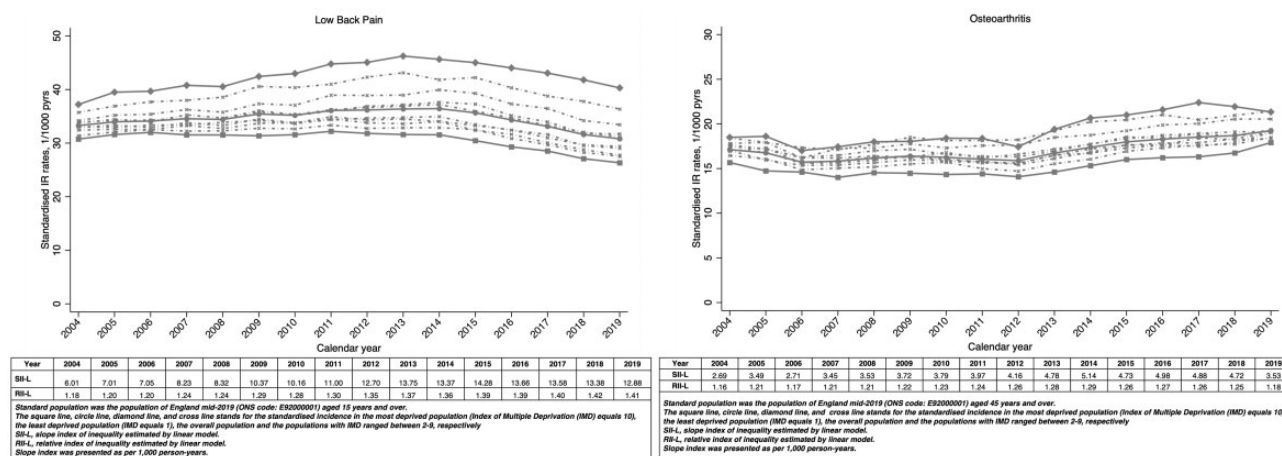 Low Back Pain
Standardised IR rates, 1/1000 pyrs
50
40
30
20
10
0
2004 2005 2006 2007 2008 2009 2010 2011 2012 2013 2014 2015 2016 2017 2018 2019
Calendar year
Year 2004 2005 2006 2007 2008 2009 2010 2011 2012 2013 2014 2015 2016 2017 2018 2019
SII-L 6.01 7.01 7.05 8.23 8.32 10.37 10.16 11.00 12.70 13.75 13.37 14.28 13.66 13.58 13.38 12.88
RII-L 1.18 1.20 1.20 1.24 1.24 1.29 1.28 1.30 1.35 1.37 1.36 1.39 1.39 1.40 1.42 1.41
Standard population was the population of England mid-2019 (ONS code: E92000001) aged 15 years and over.
The square line, circle line, diamond line, and cross line stands for the standardised incidence in the most deprived population (Index of Multiple Deprivation (IMD) equals 10),
the least deprived population (IMD equals 1), the overall population and the populations with IMD ranged between 2-9, respectively
SII-L, slope index of inequality estimated by linear model.
RII-L, relative index of inequality estimated by linear model.
Slope index was presented as per 1,000 person-years.
Osteoarthritis
Standardised IR rates, 1/1000 pyrs
30
25
20
15
10
5
0
2004 2005 2006 2007 2008 2009 2010 2011 2012 2013 2014 2015 2016 2017 2018 2019
Calendar year
Year 2004 2005 2006 2007 2008 2009 2010 2011 2012 2013 2014 2015 2016 2017 2018 2019
SII-L 2.69 3.49 2.71 3.45 3.53 3.72 3.79 3.97 4.16 4.78 5.14 4.73 4.98 4.88 4.72 3.53
RII-L 1.16 1.21 1.17 1.21 1.21 1.22 1.23 1.24 1.26 1.28 1.29 1.26 1.27 1.26 1.25 1.18
Standard population was the population of England mid-2019 (ONS code: E92000001) aged 45 years and over.
The square line, circle line, diamond line, and cross line stands for the standardised incidence in the most deprived population (Index of Multiple Deprivation (IMD) equals 10)
the least deprived population (IMD equals 1), the overall population and the populations with IMD ranged between 2-9, respectively
SII-L, slope index of inequality estimated by linear model.
RII-L, relative index of inequality estimated by linear model.
Slope index was presented as per 1,000 person-years.